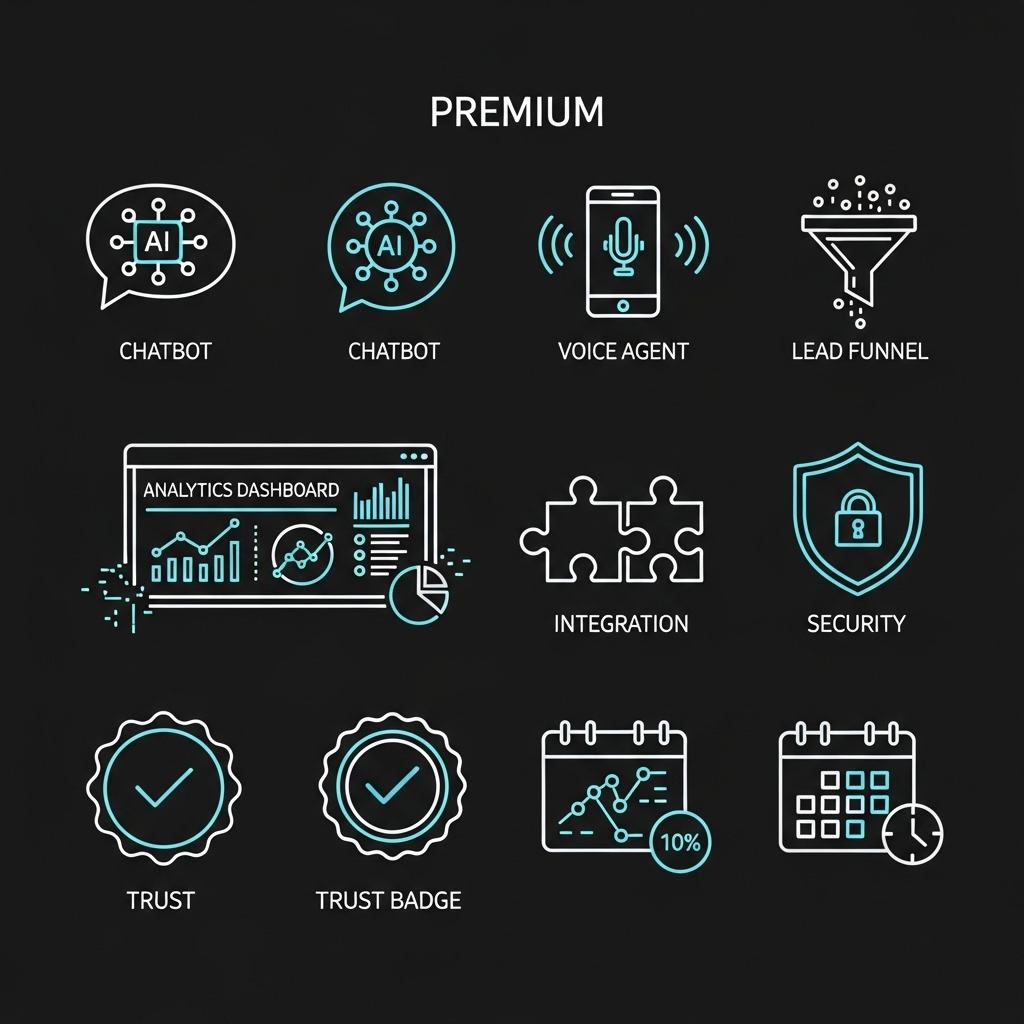 PREMIUM
AI
AI
CHATBOT
CHATBOT
VOICE AGENT
LEAD FUNNEL
ANALYTICS DASHBOARD
INTEGRATION
SECURITY
10%
TRUST
TRUST BADGE